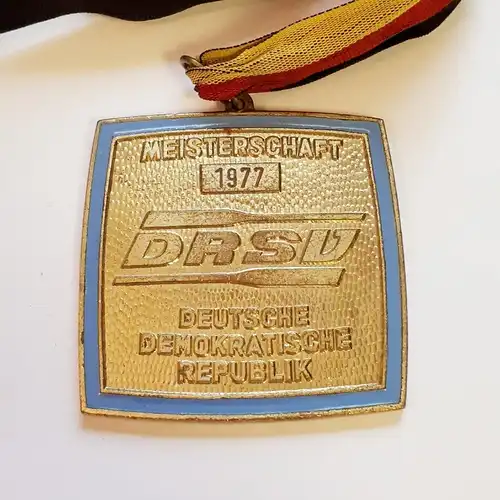 MEISTERSCHAFT
1977
DRSV
DEUTSCHE
DEMOKRATISCHE
REPUBLIK